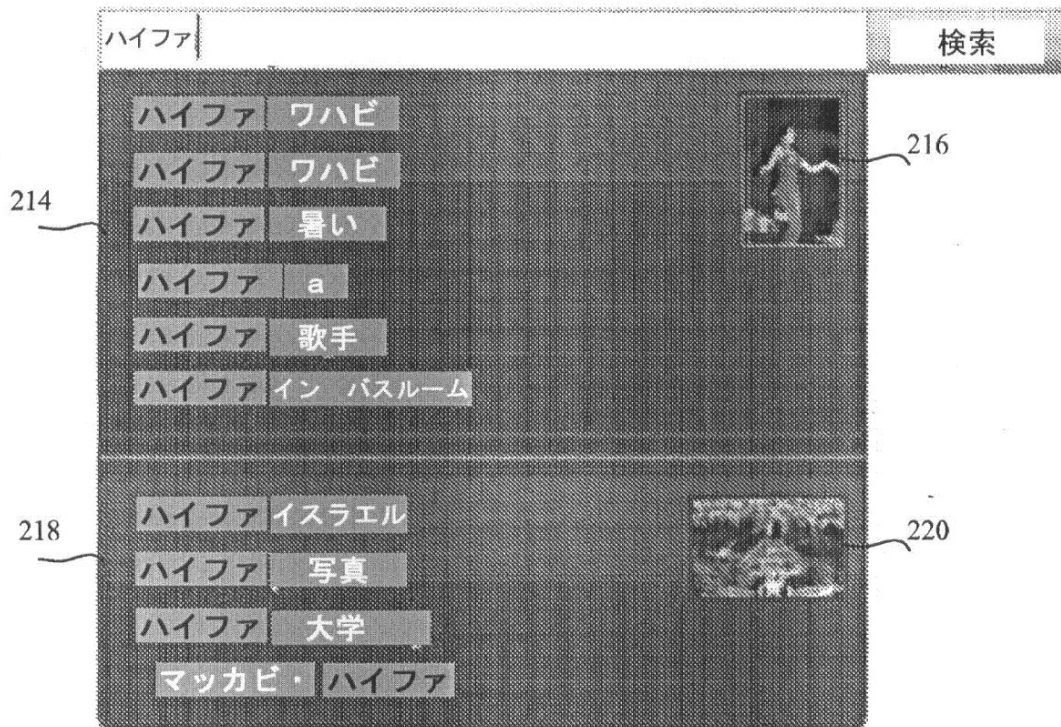 ハイファ 検索
ハイファ ワハビ
216
ハイファ ワハビ
214
ハイファ 暑い
ハイファ a
ハイファ 歌手
ハイファ イン バスルーム
ハイファ イスラエル
218
220
ハイファ 写真
ハイファ 大学
マッカビ・ ハイファ